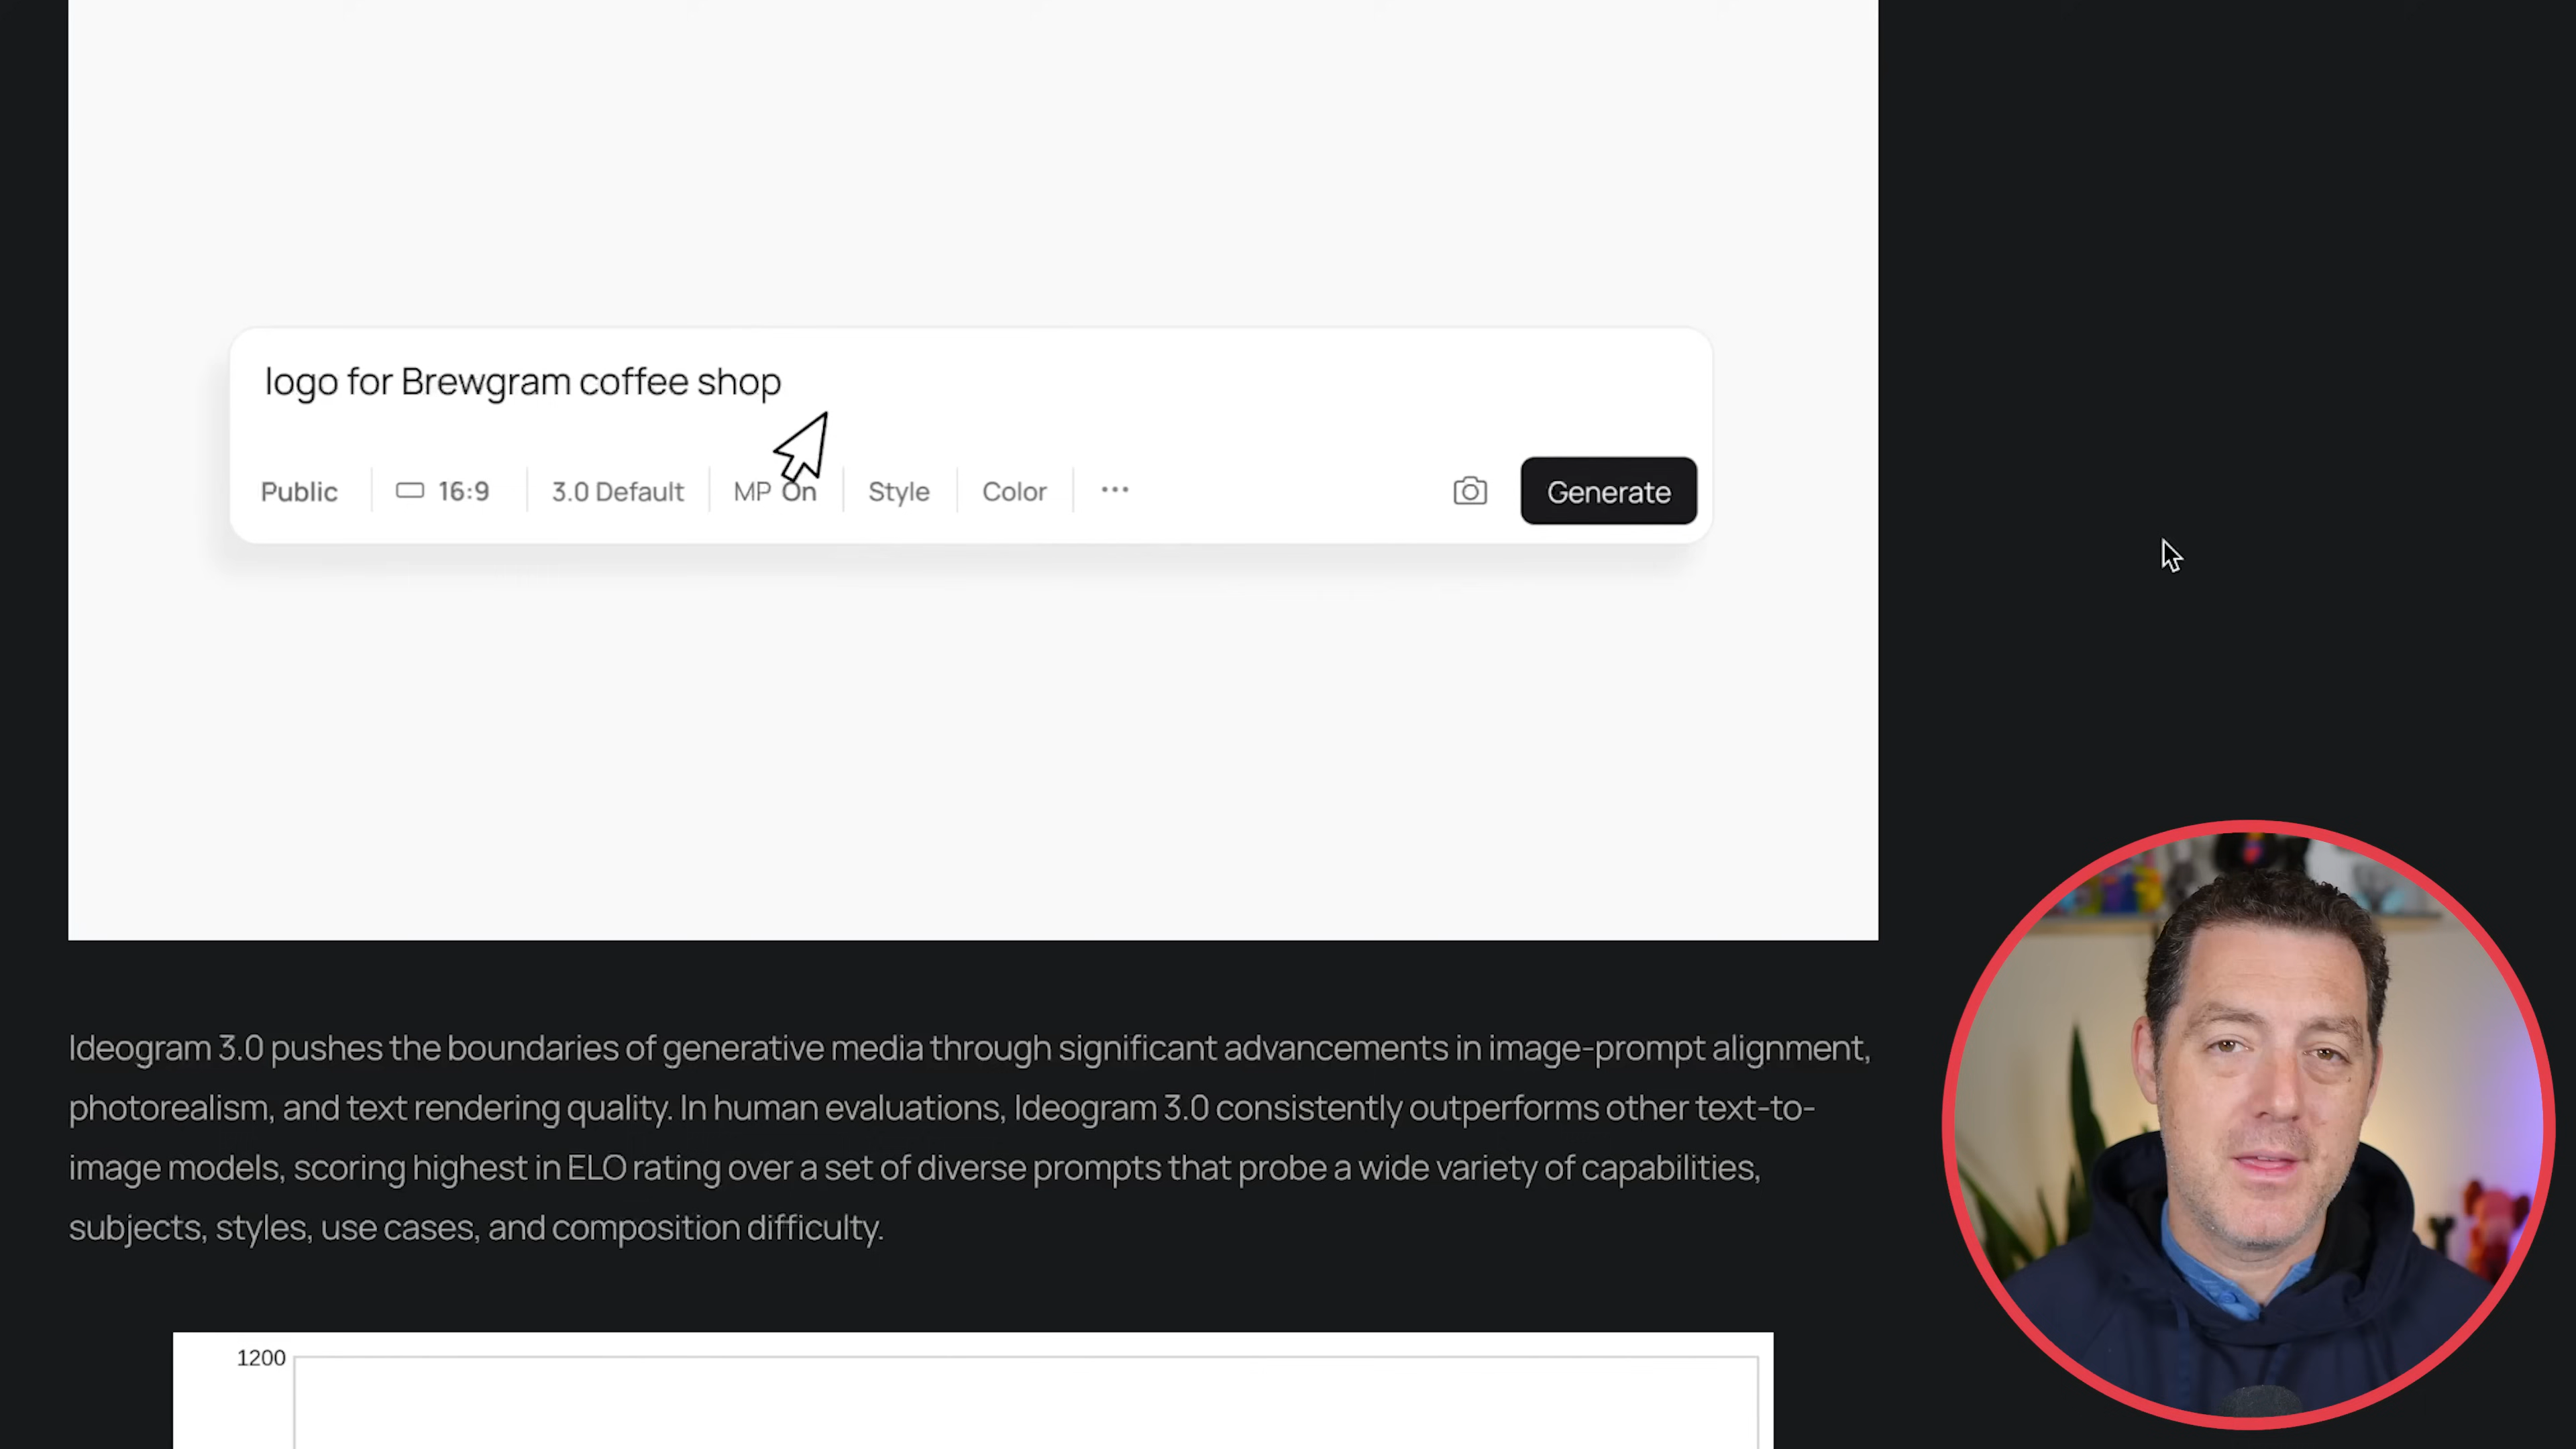 logo for Brewgram coffee shop
Public 16:9 3.0 Default MP On Style Color ··· Generate
Ideogram 3.0 pushes the boundaries of generative media through significant advancements in image-prompt alignment,
photorealism, and text rendering quality. In human evaluations, Ideogram 3.0 consistently outperforms other text-to-
image models, scoring highest in ELO rating over a set of diverse prompts that probe a wide variety of capabilities,
subjects, styles, use cases, and composition difficulty.
1200